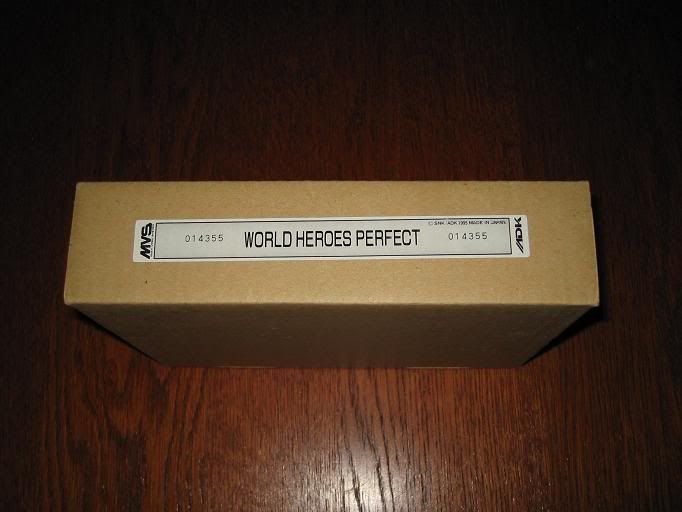 MVS
© SNK / ADK 1995 MADE IN JAPAN
014355 WORLD HEROES PERFECT 014355
ADK